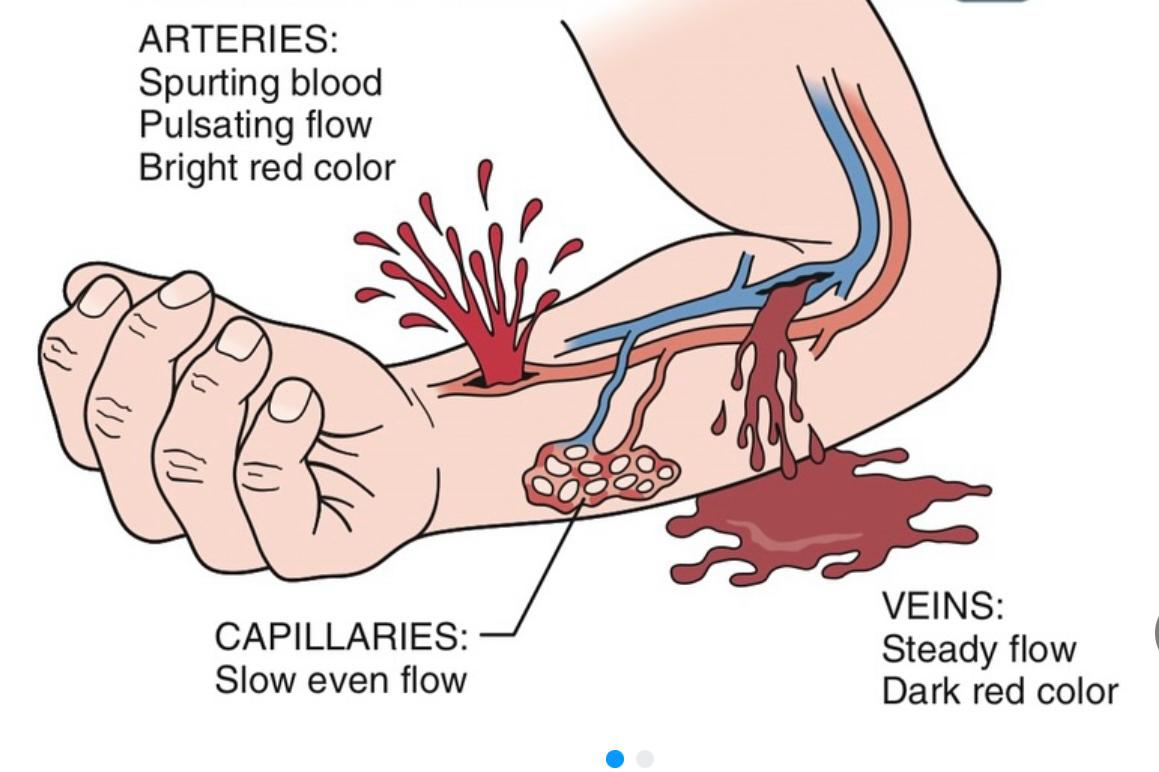 ARTERIES:
Spurting blood
Pulsating flow
Bright red color
CAPILLARIES:
Slow even flow
VEINS:
Steady flow
Dark red color